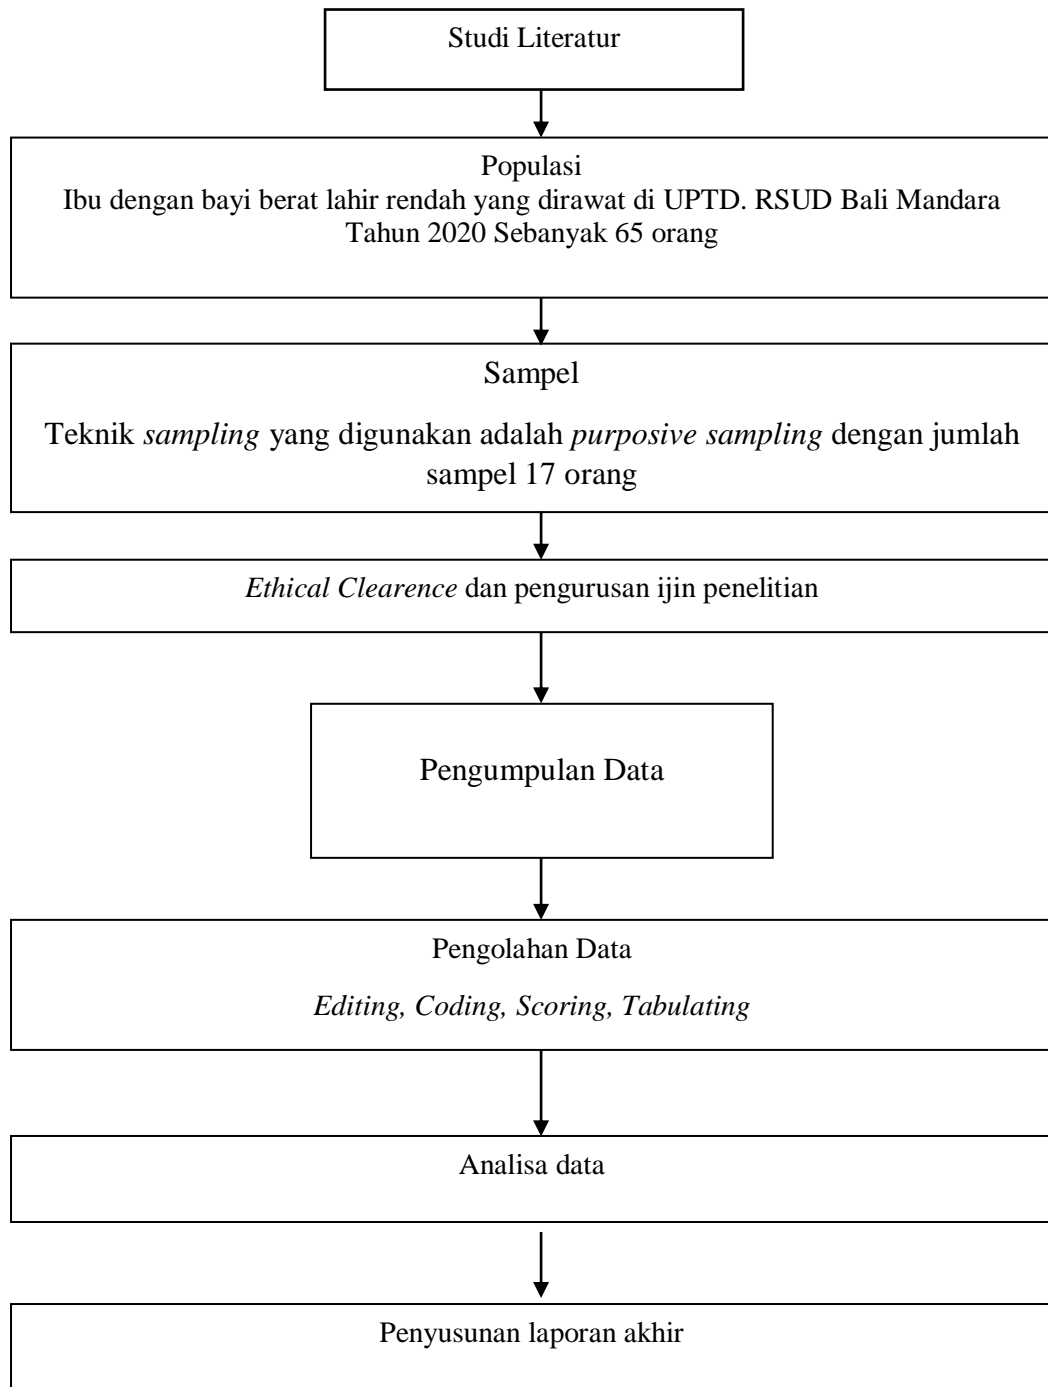 Studi Literatur
Populasi
Ibu dengan bayi berat lahir rendah yang dirawat di UPTD. RSUD Bali Mandara
Tahun 2020 Sebanyak 65 orang
Sampel
Teknik sampling yang digunakan adalah purposive sampling dengan jumlah
sampel 17 orang
Ethical Clearence dan pengurusan ijin penelitian
Pengumpulan Data
Pengolahan Data
Editing, Coding, Scoring, Tabulating
Analisa data
Penyusunan laporan akhir